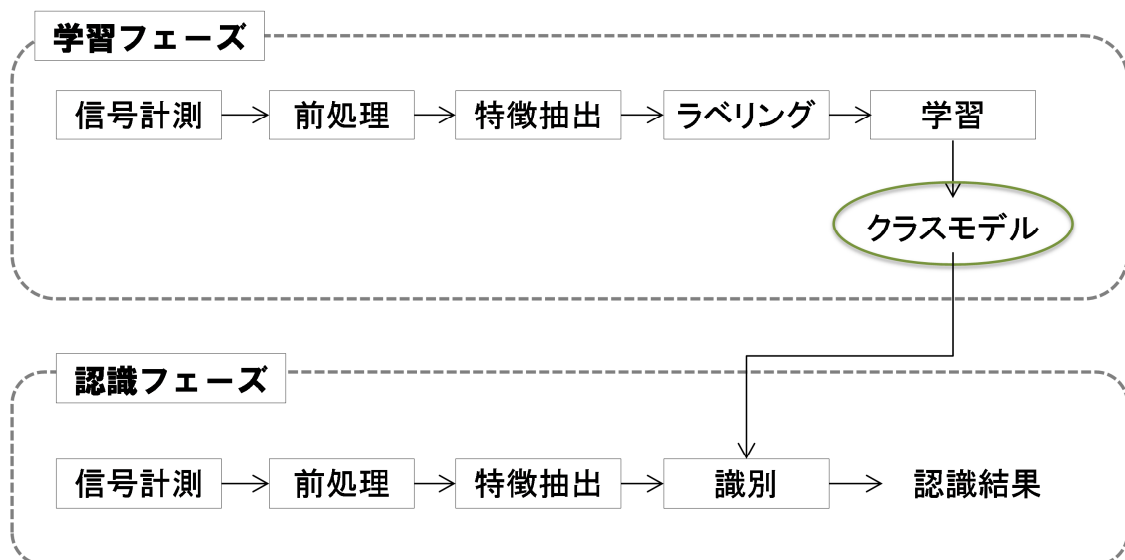 学習フェーズ
信号計測
前処理
特徴抽出
ラベリング
学習
クラスモデル
認識フェーズ
信号計測
前処理
特徴抽出
識別
認識結果